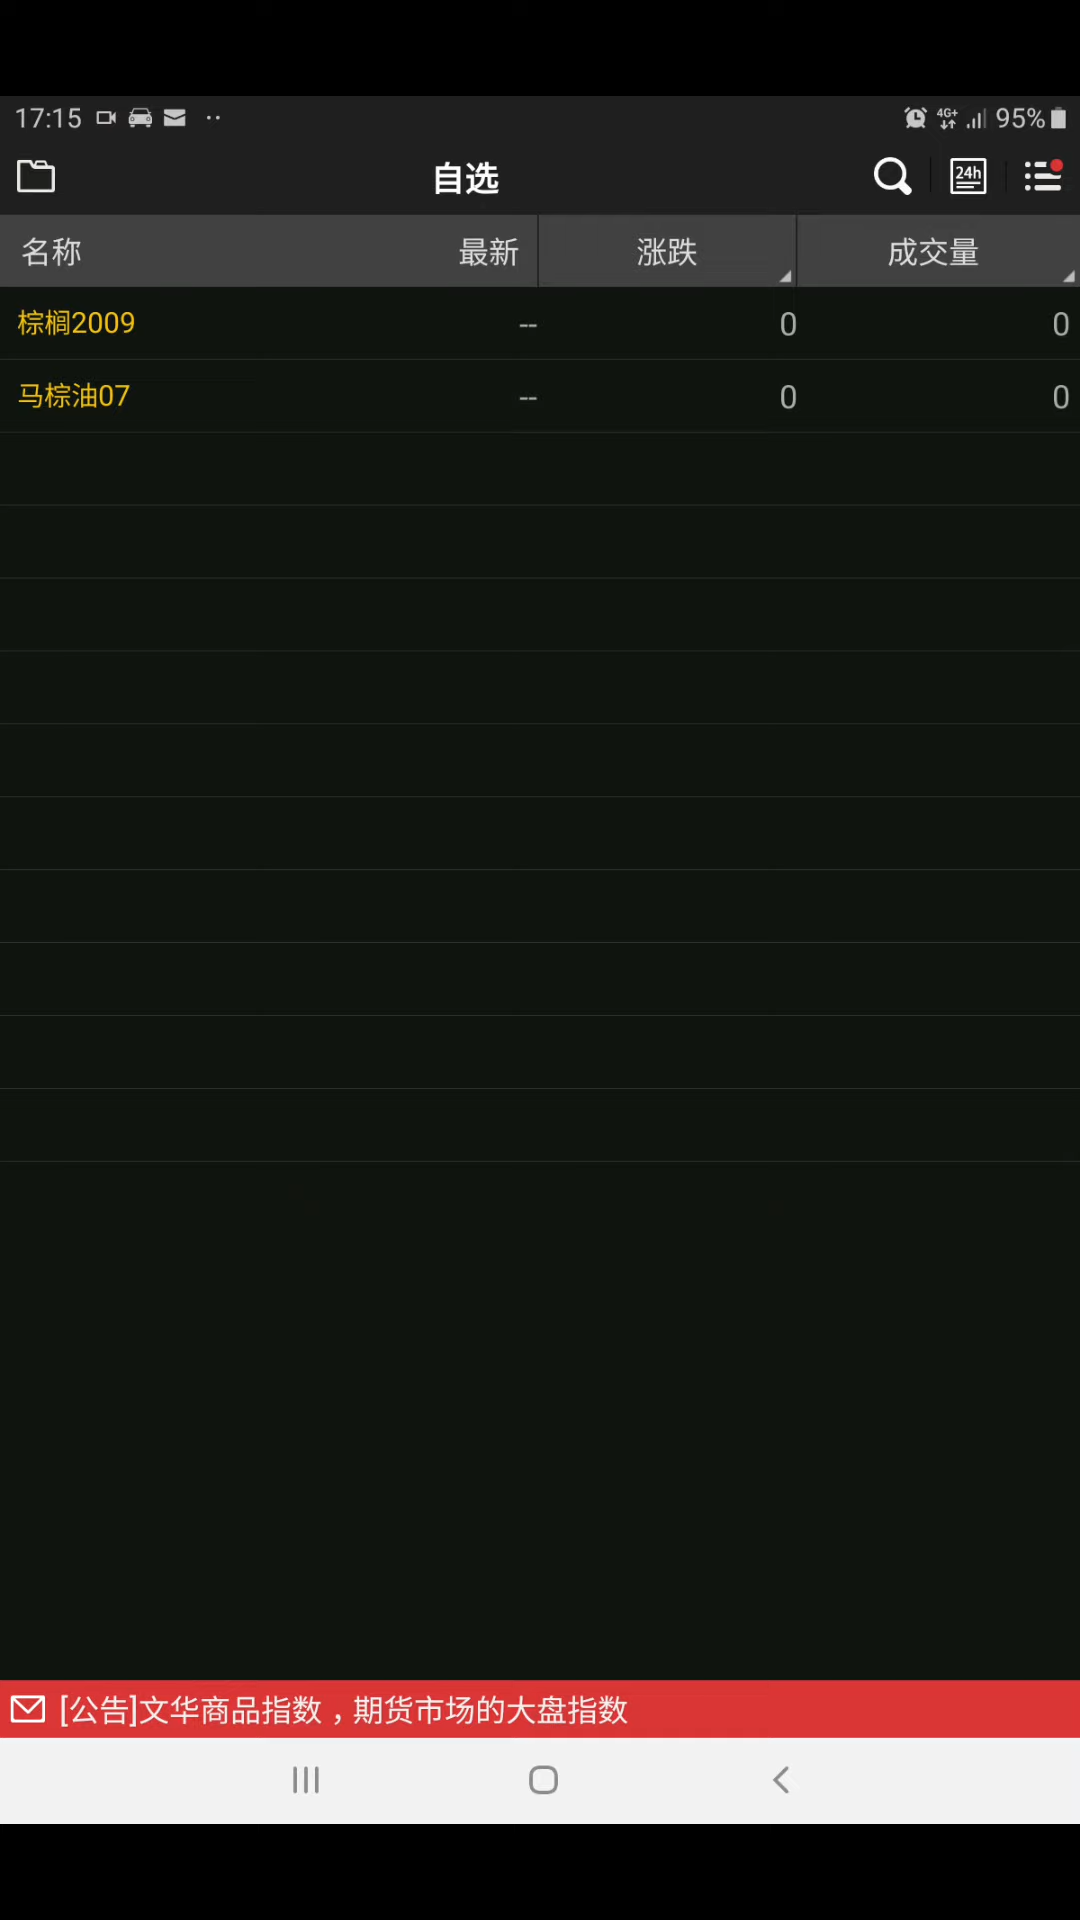 17:15 4G+ 95%
自选 24h
名称 最新 涨跌 成交量
棕榈2009 -- 0 0
马棕油07 -- 0 0
[公告]文华商品指数，期货市场的大盘指数